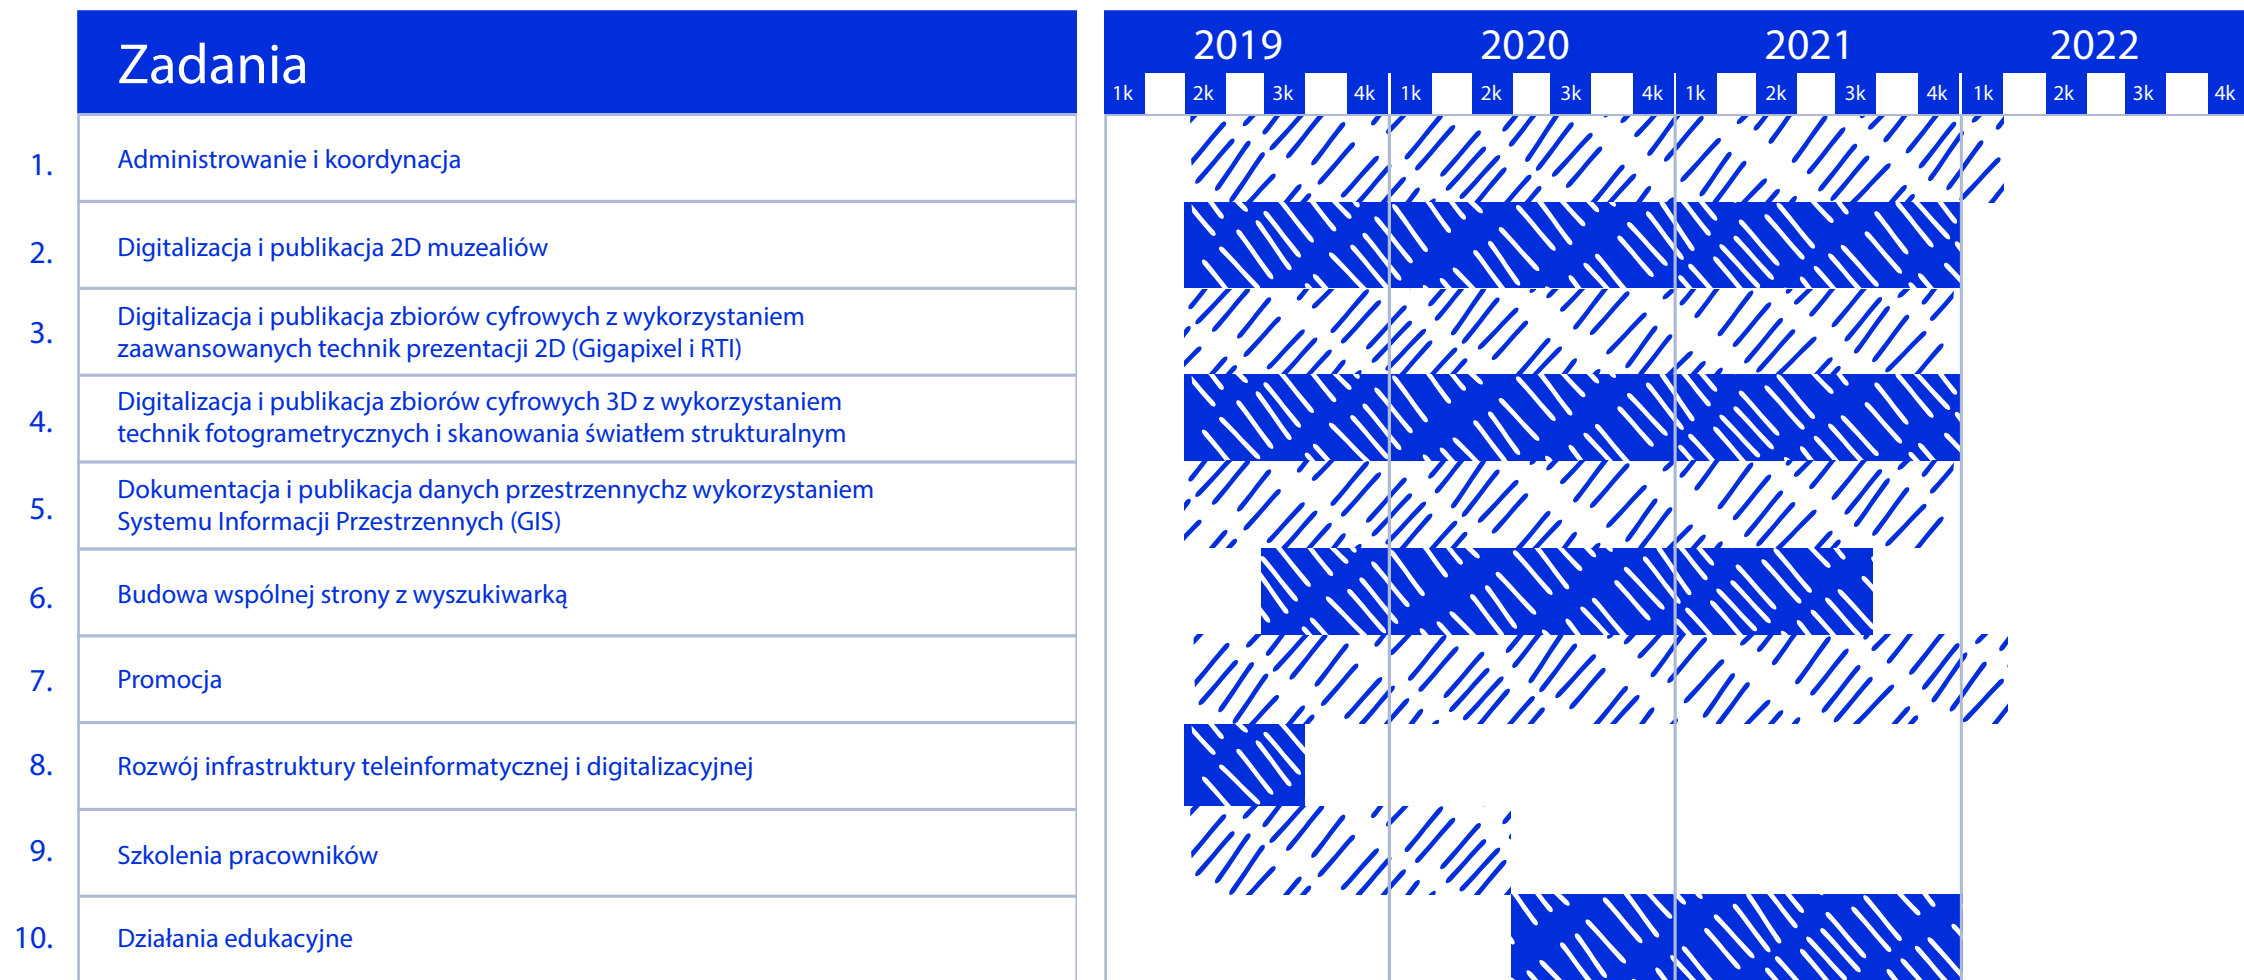 Zadania
2019 2020 2021 2022
1k 2k 3k 4k 1k 2k 3k 4k 1k 2k 3k 4k 1k 2k 3k 4k
1. Administrowanie i koordynacja
2. Digitalizacja i publikacja 2D muzealiów
3. Digitalizacja i publikacja zbiorów cyfrowych z wykorzystaniem
zaawansowanych technik prezentacji 2D (Gigapixel i RTI)
4. Digitalizacja i publikacja zbiorów cyfrowych 3D z wykorzystaniem
technik fotogrametrycznych i skanowania światłem strukturalnym
5. Dokumentacja i publikacja danych przestrzennychz wykorzystaniem
Systemu Informacji Przestrzennych (GIS)
6. Budowa wspólnej strony z wyszukiwarką
7. Promocja
8. Rozwój infrastruktury teleinformatycznej i digitalizacyjnej
9. Szkolenia pracowników
10. Działania edukacyjne